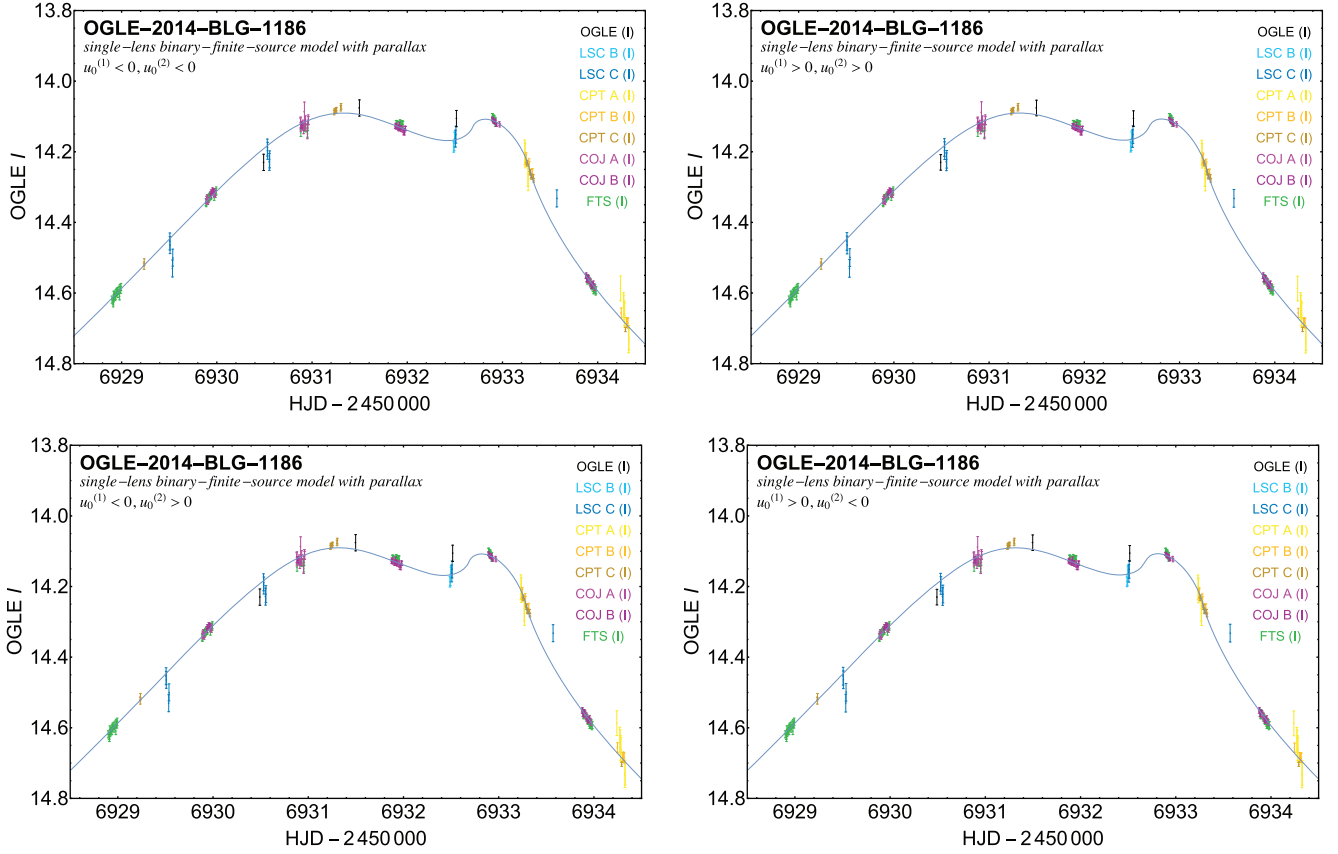 OGLE−2014−BLG−1186
single−lens binary−finite−source model with parallax
u₀⁽¹⁾ < 0, u₀⁽²⁾ < 0
OGLE (I)
LSC B (I)
LSC C (I)
CPT A (I)
CPT B (I)
CPT C (I)
COJ A (I)
COJ B (I)
FTS (I)
13.8
14.0
14.2
14.4
14.6
14.8
OGLE I
6929 6930 6931 6932 6933 6934
HJD − 2 450 000
OGLE−2014−BLG−1186
single−lens binary−finite−source model with parallax
u₀⁽¹⁾ > 0, u₀⁽²⁾ > 0
OGLE (I)
LSC B (I)
LSC C (I)
CPT A (I)
CPT B (I)
CPT C (I)
COJ A (I)
COJ B (I)
FTS (I)
13.8
14.0
14.2
14.4
14.6
14.8
OGLE I
6929 6930 6931 6932 6933 6934
HJD − 2 450 000
OGLE−2014−BLG−1186
single−lens binary−finite−source model with parallax
u₀⁽¹⁾ < 0, u₀⁽²⁾ > 0
OGLE (I)
LSC B (I)
LSC C (I)
CPT A (I)
CPT B (I)
CPT C (I)
COJ A (I)
COJ B (I)
FTS (I)
13.8
14.0
14.2
14.4
14.6
14.8
OGLE I
6929 6930 6931 6932 6933 6934
HJD − 2 450 000
OGLE−2014−BLG−1186
single−lens binary−finite−source model with parallax
u₀⁽¹⁾ > 0, u₀⁽²⁾ < 0
OGLE (I)
LSC B (I)
LSC C (I)
CPT A (I)
CPT B (I)
CPT C (I)
COJ A (I)
COJ B (I)
FTS (I)
13.8
14.0
14.2
14.4
14.6
14.8
OGLE I
6929 6930 6931 6932 6933 6934
HJD − 2 450 000